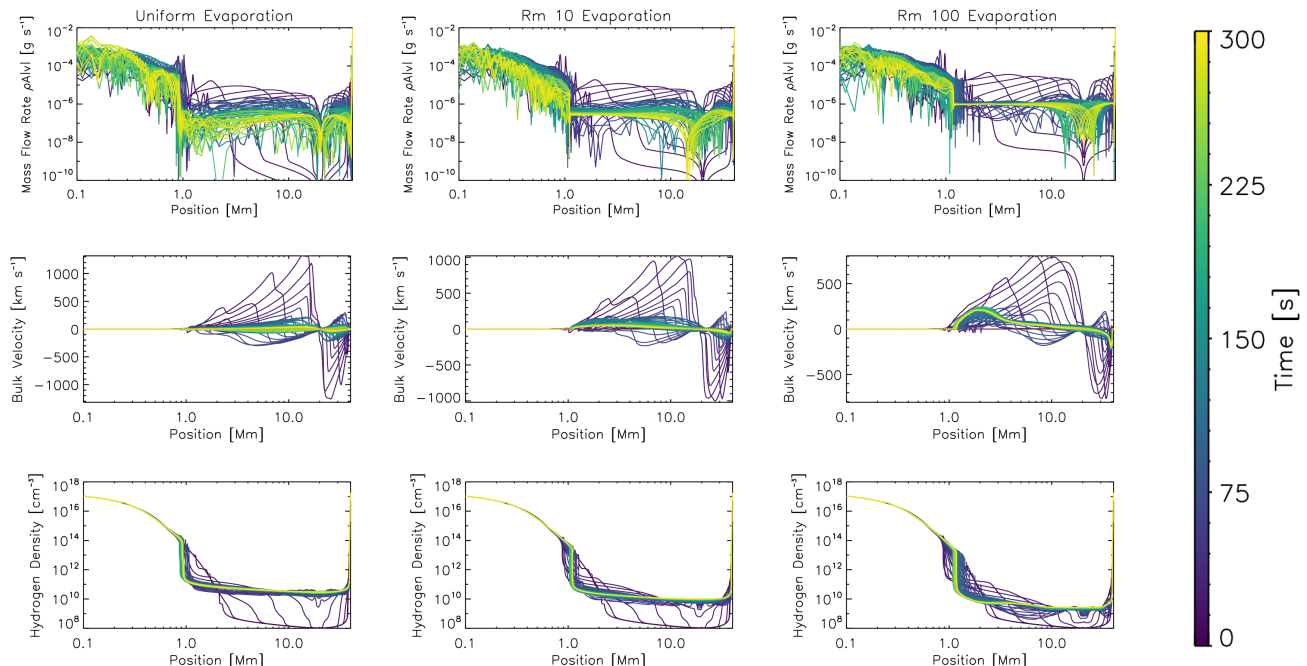 Uniform Evaporation Rm 10 Evaporation Rm 100 Evaporation
Mass Flow Rate ρA|v| [g s⁻¹]
10⁻²
10⁻⁴
10⁻⁶
10⁻⁸
10⁻¹⁰
0.1 1.0 10.0
Position [Mm]
Mass Flow Rate ρA|v| [g s⁻¹]
10⁻²
10⁻⁴
10⁻⁶
10⁻⁸
10⁻¹⁰
0.1 1.0 10.0
Position [Mm]
Mass Flow Rate ρA|v| [g s⁻¹]
10⁻²
10⁻⁴
10⁻⁶
10⁻⁸
10⁻¹⁰
0.1 1.0 10.0
Position [Mm]
Bulk Velocity [km s⁻¹]
1000
500
0
−500
−1000
0.1 1.0 10.0
Position [Mm]
Bulk Velocity [km s⁻¹]
1000
500
0
−500
−1000
0.1 1.0 10.0
Position [Mm]
Bulk Velocity [km s⁻¹]
500
0
−500
0.1 1.0 10.0
Position [Mm]
Hydrogen Density [cm⁻³]
10¹⁸
10¹⁶
10¹⁴
10¹²
10¹⁰
10⁸
0.1 1.0 10.0
Position [Mm]
Hydrogen Density [cm⁻³]
10¹⁸
10¹⁶
10¹⁴
10¹²
10¹⁰
10⁸
0.1 1.0 10.0
Position [Mm]
Hydrogen Density [cm⁻³]
10¹⁸
10¹⁶
10¹⁴
10¹²
10¹⁰
10⁸
0.1 1.0 10.0
Position [Mm]
300
225
150
75
0
Time [s]